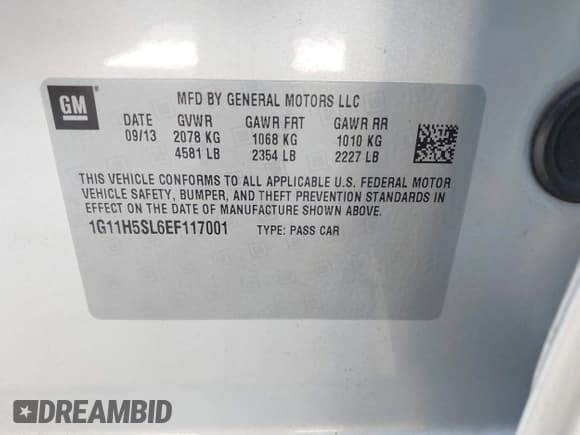 GM
MFD BY GENERAL MOTORS LLC
DATE GVWR GAWR FRT GAWR RR
09/13 2078 KG 1068 KG 1010 KG
4581 LB 2354 LB 2227 LB
THIS VEHICLE CONFORMS TO ALL APPLICABLE U.S. FEDERAL MOTOR
VEHICLE SAFETY, BUMPER, AND THEFT PREVENTION STANDARDS IN
EFFECT ON THE DATE OF MANUFACTURE SHOWN ABOVE.
1G11H5SL6EF117001 TYPE: PASS CAR
DREAMBID